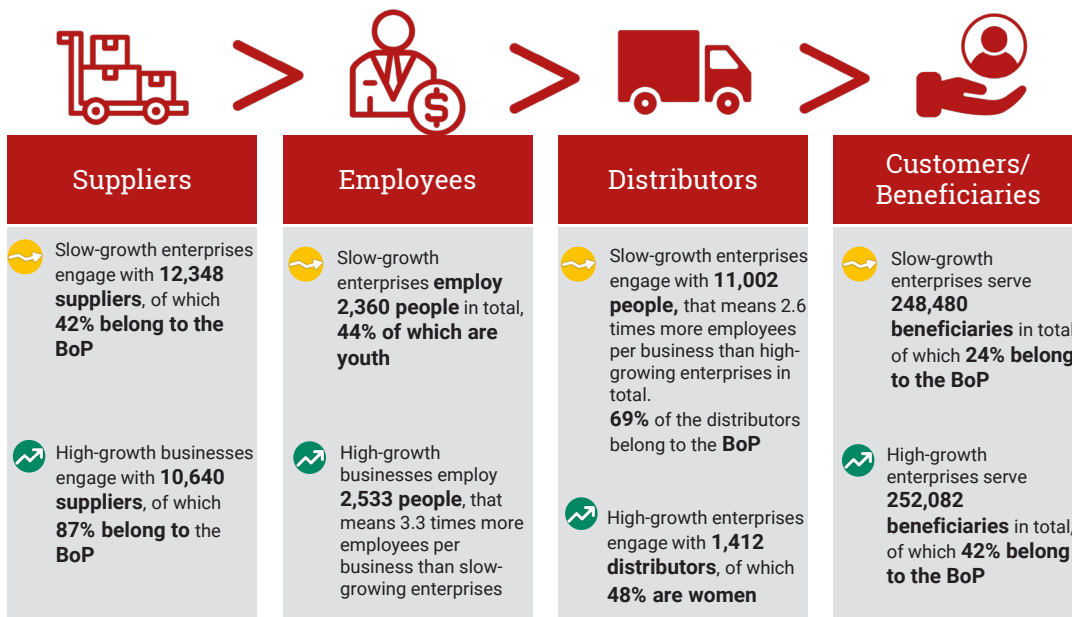 Suppliers
Slow-growth enterprises
engage with 12,348
suppliers, of which
42% belong to the
BoP
High-growth businesses
engage with 10,640
suppliers, of which
87% belong to the
BoP
Employees
Slow-growth
enterprises employ
2,360 people in total,
44% of which are
youth
High-growth
businesses employ
2,533 people, that
means 3.3 times more
employees per
business than slow-
growing enterprises
Distributors
Slow-growth enterprises
engage with 11,002
people, that means 2.6
times more employees
per business than high-
growing enterprises in
total.
69% of the distributors
belong to the BoP
High-growth enterprises
engage with 1,412
distributors, of which
48% are women
Customers/
Beneficiaries
Slow-growth
enterprises serve
248,480
beneficiaries in total
of which 24% belong
to the BoP
High-growth
enterprises serve
252,082
beneficiaries in total,
of which 42% belong
to the BoP